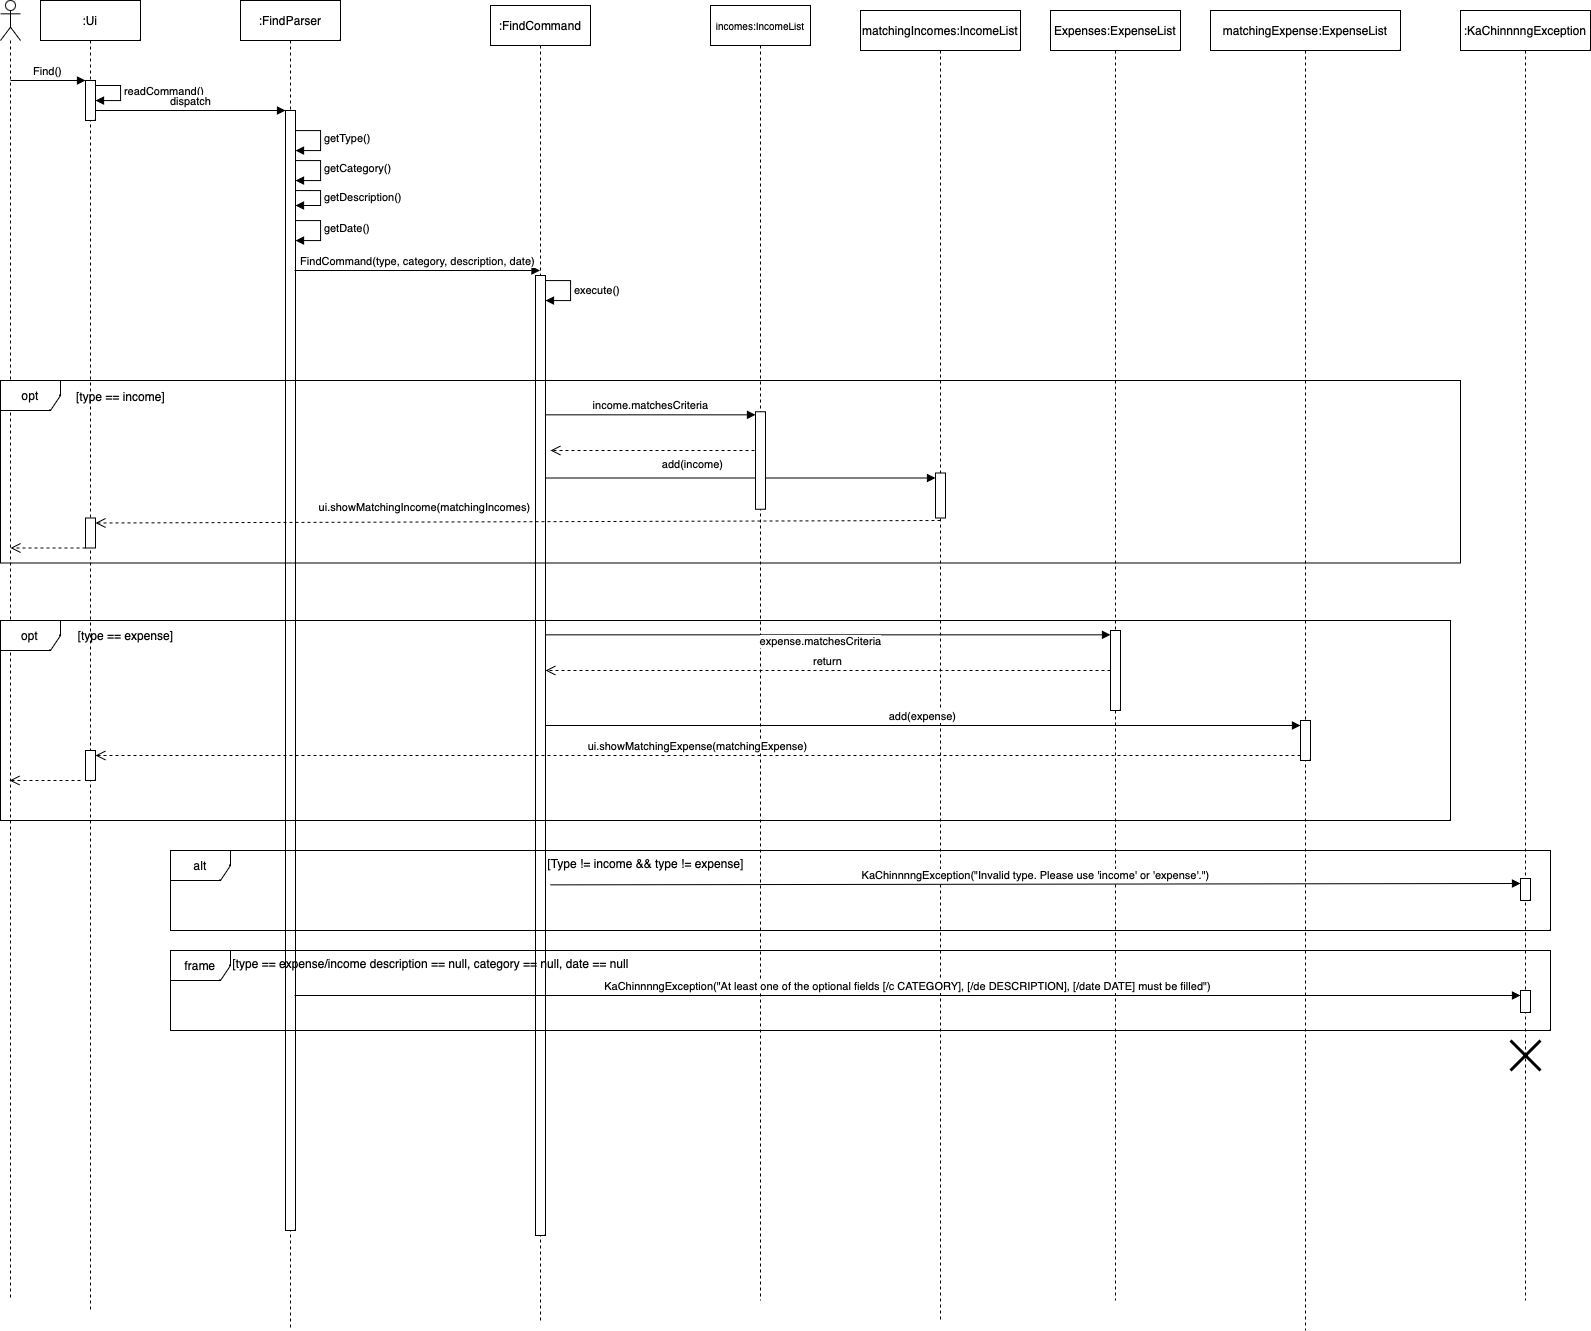 :Ui
:FindParser
:FindCommand
incomes:IncomeList
matchingIncomes:IncomeList
Expenses:ExpenseList
matchingExpense:ExpenseList
:KaChinnnngException
Find()
readCommand()
dispatch
getType()
getCategory()
getDescription()
getDate()
FindCommand(type, category, description, date)
execute()
opt
[type == income]
income.matchesCriteria
add(income)
ui.showMatchingIncome(matchingIncomes)
opt
[type == expense]
expense.matchesCriteria
return
add(expense)
ui.showMatchingExpense(matchingExpense)
alt
[Type != income && type != expense]
KaChinnnngException("Invalid type. Please use 'income' or 'expense'.")
frame
[type == expense/income description == null, category == null, date == null
KaChinnnngException("At least one of the optional fields [/c CATEGORY], [/de DESCRIPTION], [/date DATE] must be filled")